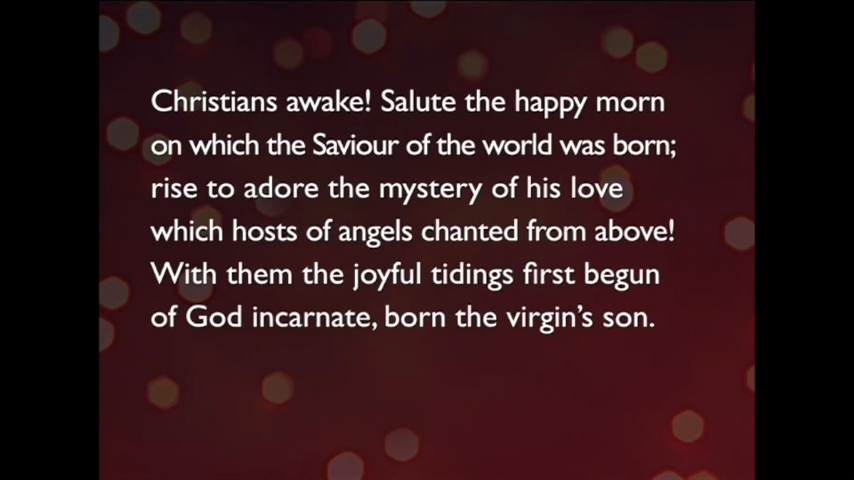 Christians awake! Salute the happy morn
on which the Saviour of the world was born;
rise to adore the mystery of his love
which hosts of angels chanted from above!
With them the joyful tidings first begun
of God incarnate, born the virgin’s son.